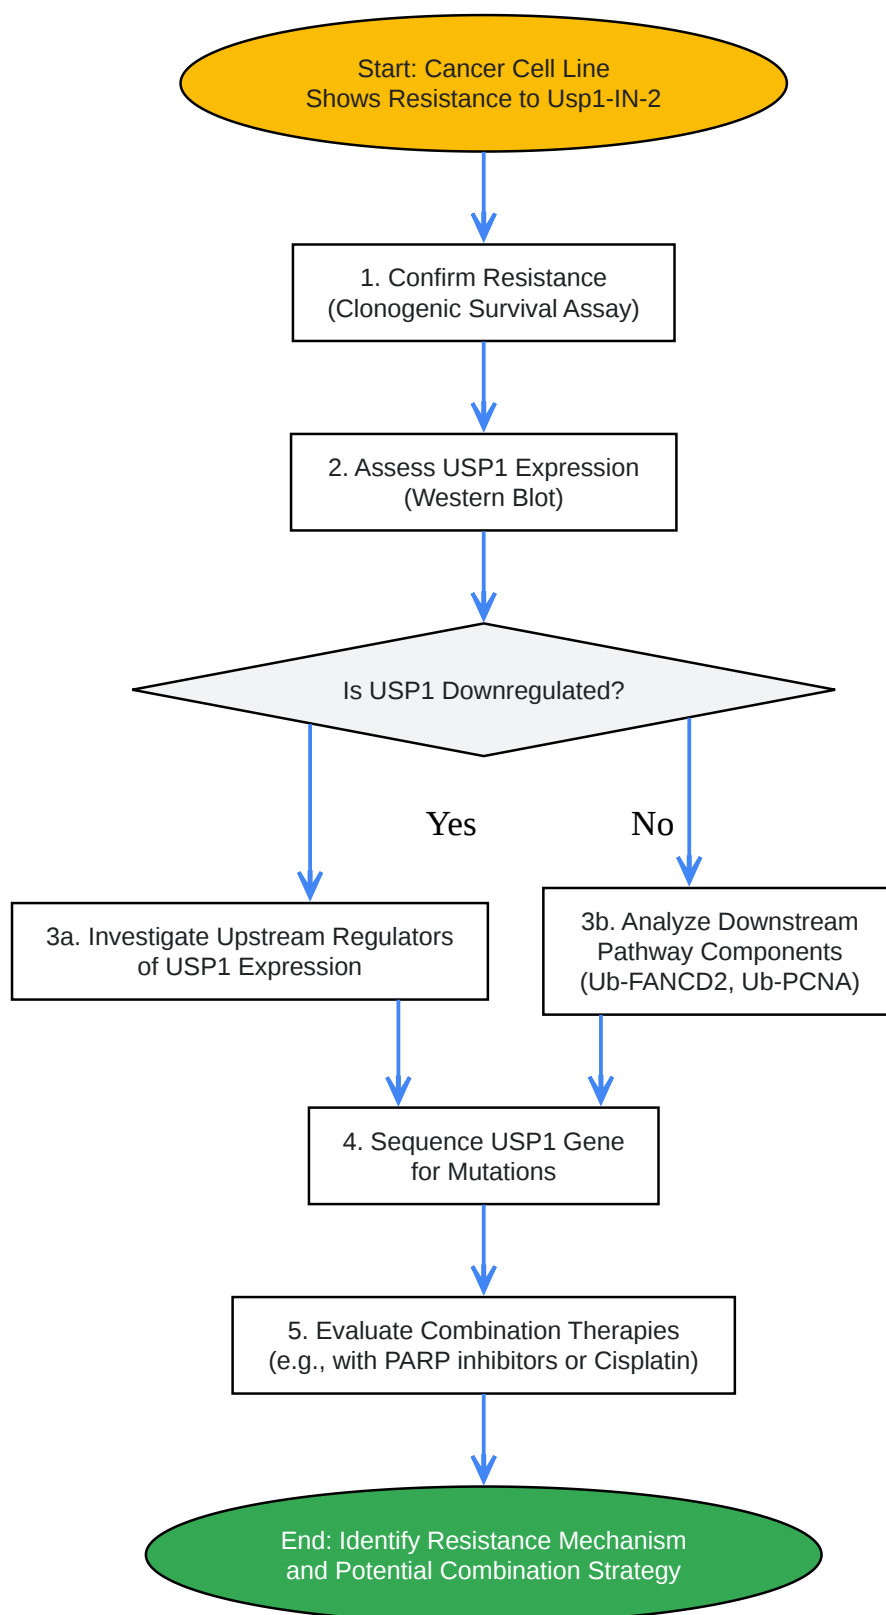 Start: Cancer Cell Line
Shows Resistance to Usp1-IN-2
1. Confirm Resistance
(Clonogenic Survival Assay)
2. Assess USP1 Expression
(Western Blot)
Is USP1 Downregulated?
Yes
No
3a. Investigate Upstream Regulators
of USP1 Expression
3b. Analyze Downstream
Pathway Components
(Ub-FANCD2, Ub-PCNA)
4. Sequence USP1 Gene
for Mutations
5. Evaluate Combination Therapies
(e.g., with PARP inhibitors or Cisplatin)
End: Identify Resistance Mechanism
and Potential Combination Strategy